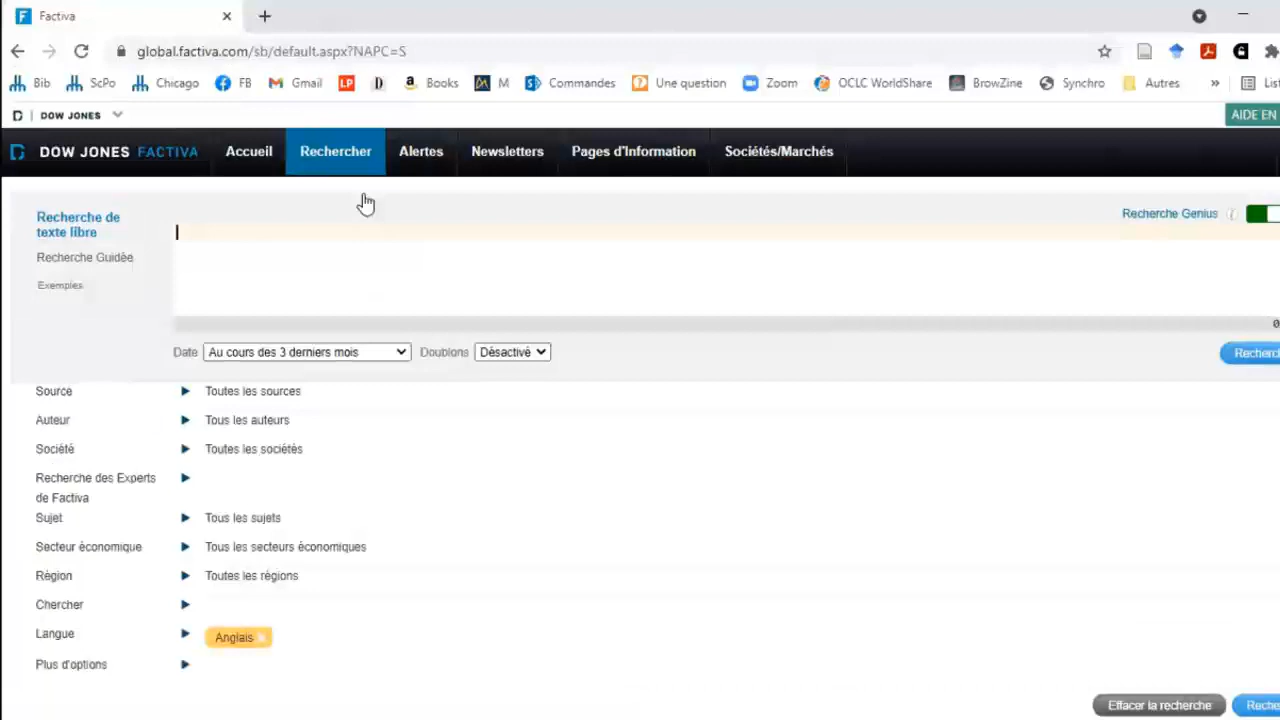 Factiva
global.factiva.com/sb/default.aspx?NAPC=S
Bib ScPo Chicago FB Gmail LP D Books M Commandes Une question Zoom OCLC WorldShare BrowZine Synchro Autres » List
DOW JONES AIDE EN
DOW JONES FACTIVA Accueil Rechercher Alertes Newsletters Pages d'Information Sociétés/Marchés
Recherche de
texte libre
Recherche Genius
Recherche Guidée
Exemples
0
Date Au cours des 3 derniers mois Doublons Désactivé Recherc
Source Toutes les sources
Auteur Tous les auteurs
Société Toutes les sociétés
Recherche des Experts
de Factiva
Sujet Tous les sujets
Secteur économique Tous les secteurs économiques
Région Toutes les régions
Chercher
Langue Anglais
Plus d'options
Effacer la recherche Reche